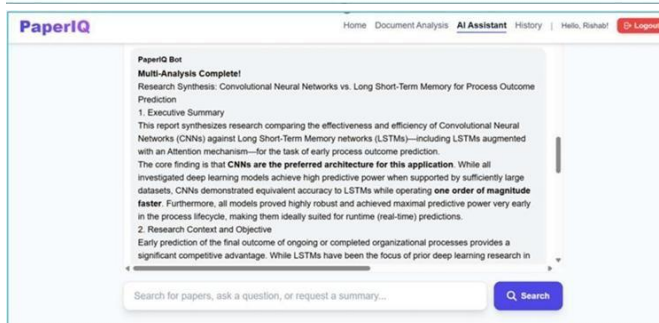 PaperIQ
Home Document Analysis AI Assistant History | Hello, Rishab! Logout
PaperIQ Bot
Multi-Analysis Complete!
Research Synthesis: Convolutional Neural Networks vs. Long Short-Term Memory for Process Outcome
Prediction
1. Executive Summary
This report synthesizes research comparing the effectiveness and efficiency of Convolutional Neural
Networks (CNNs) against Long Short-Term Memory networks (LSTMs)—including LSTMs augmented
with an Attention mechanism—for the task of early process outcome prediction.
The core finding is that CNNs are the preferred architecture for this application. While all
investigated deep learning models achieve high predictive power when supported by sufficiently large
datasets, CNNs demonstrated equivalent accuracy to LSTMs while operating one order of magnitude
faster. Furthermore, all models proved highly robust and achieved maximal predictive power very early
in the process lifecycle, making them ideally suited for runtime (real-time) predictions.
2. Research Context and Objective
Early prediction of the final outcome of ongoing or completed organizational processes provides a
significant competitive advantage. While LSTMs have been the focus of prior deep learning research in
Search for papers, ask a question, or request a summary...
Search